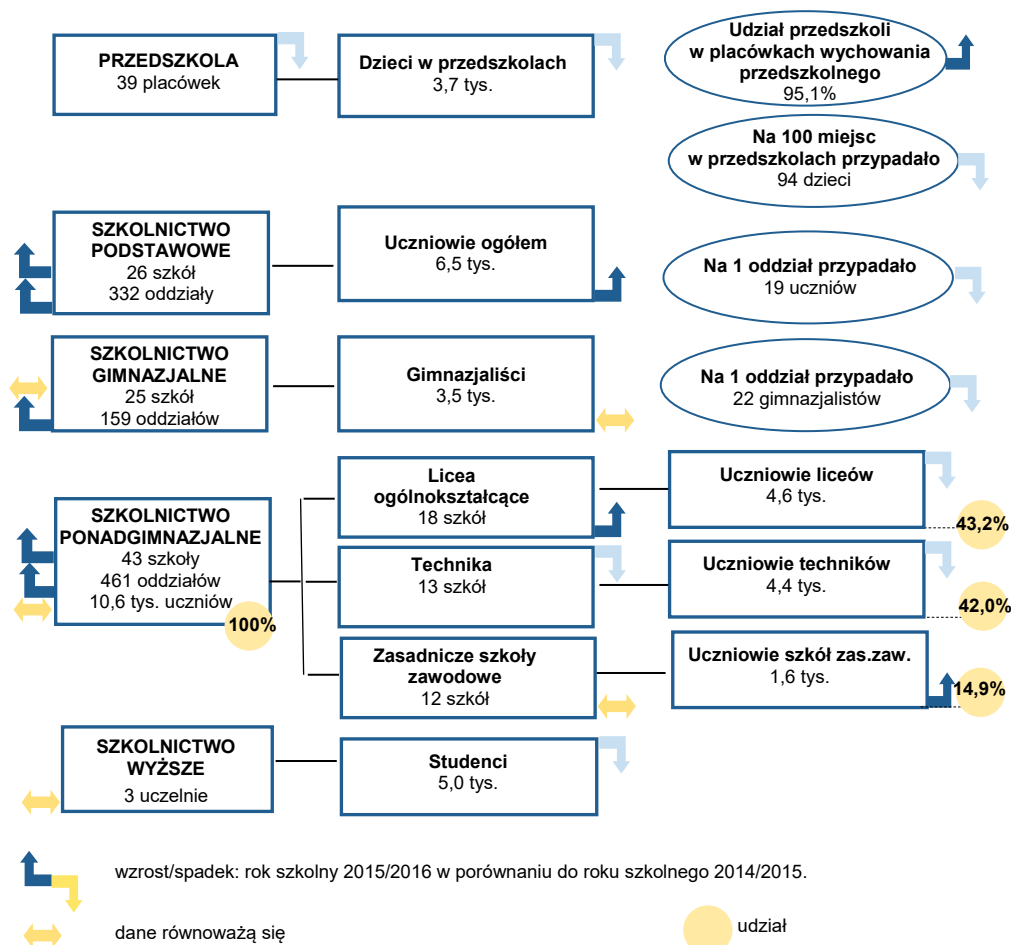 PRZEDSZKOLA
39 placówek
Dzieci w przedszkolach
3,7 tys.
Udział przedszkoli
w placówkach wychowania
przedszkolnego
95,1%
Na 100 miejsc
w przedszkolach przypadało
94 dzieci
SZKOLNICTWO
PODSTAWOWE
26 szkół
332 oddziały
Uczniowie ogółem
6,5 tys.
Na 1 oddział przypadało
19 uczniów
SZKOLNICTWO
GIMNAZJALNE
25 szkół
159 oddziałów
Gimnazjaliści
3,5 tys.
Na 1 oddział przypadało
22 gimnazjalistów
SZKOLNICTWO
PONADGIMNAZJALNE
43 szkoły
461 oddziałów
10,6 tys. uczniów
100%
Licea
ogólnokształcące
18 szkół
Uczniowie liceów
4,6 tys.
43,2%
Technika
13 szkół
Uczniowie techników
4,4 tys.
42,0%
Zasadnicze szkoły
zawodowe
12 szkół
Uczniowie szkół zas.zaw.
1,6 tys.
14,9%
SZKOLNICTWO
WYŻSZE
3 uczelnie
Studenci
5,0 tys.
wzrost/spadek: rok szkolny 2015/2016 w porównaniu do roku szkolnego 2014/2015.
dane równoważą się
udział